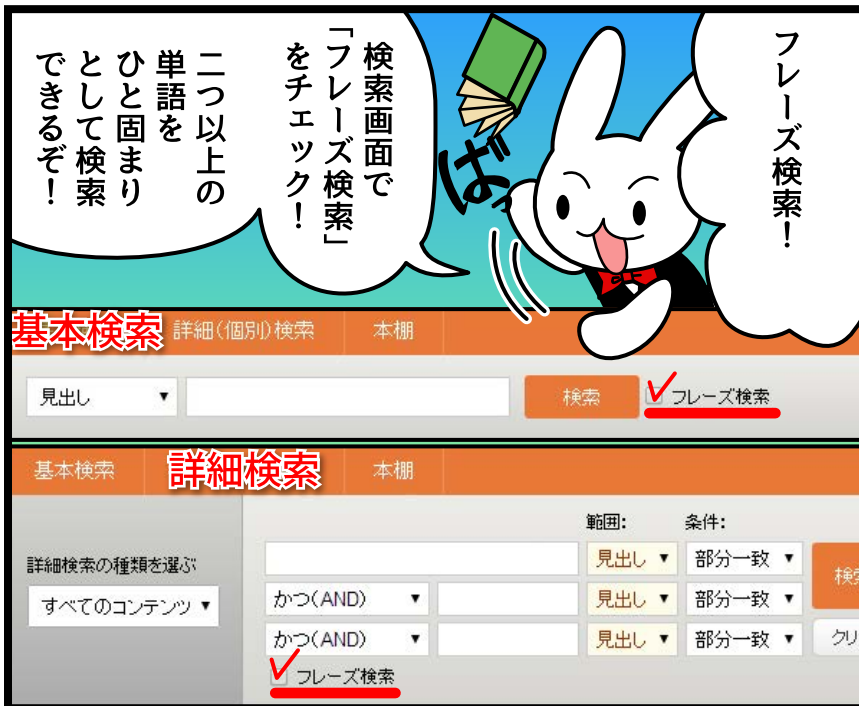 フレーズ検索！
検索画面で
「フレーズ検索」
をチェック！
二つ以上の
単語を
ひと固まり
として検索
できるぞ！
ばっ
基本検索 詳細(個別)検索 本棚
見出し 検索 フレーズ検索
基本検索 詳細検索 本棚
範囲: 条件:
詳細検索の種類を選ぶ
すべてのコンテンツ
見出し 部分一致
かつ(AND) 見出し 部分一致
かつ(AND) 見出し 部分一致
検索
クリ
フレーズ検索